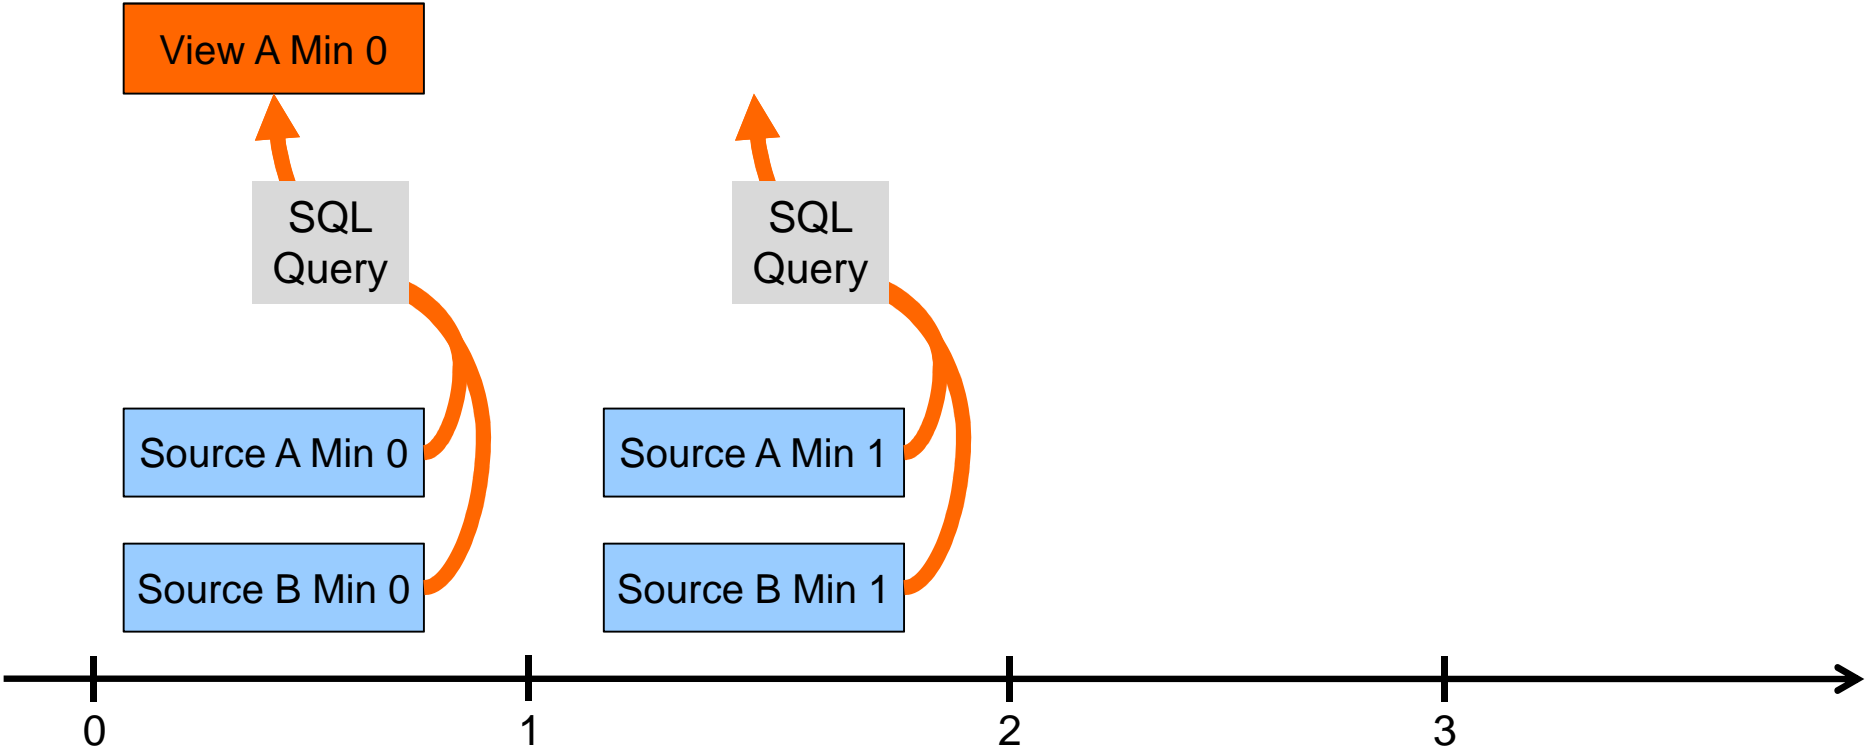 View A Min 0
SQL
Query
SQL
Query
Source A Min 0
Source A Min 1
Source B Min 0
Source B Min 1
0
1
2
3